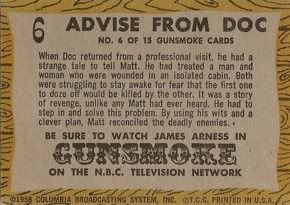 6
ADVISE FROM DOC
NO. 6 OF 15 GUNSMOKE CARDS
When Doc returned from a professional visit, he had a
strange tale to tell Matt. He had treated a man and
woman who were wounded in an isolated cabin. Both
were struggling to stay awake for fear that the first one
to doze off would be killed by the other. It was a story
of revenge, unlike any Matt had ever heard. He had to
step in and solve this problem. By using his wits and a
clever plan, Matt reconciled the deadly enemies.
BE SURE TO WATCH JAMES ARNESS IN
GUNSMOKE
ON THE N.B.C. TELEVISION NETWORK
©1958 COLUMBIA BROADCASTING SYSTEM, INC. ©T.C.G. PRINTED IN U.S.A.